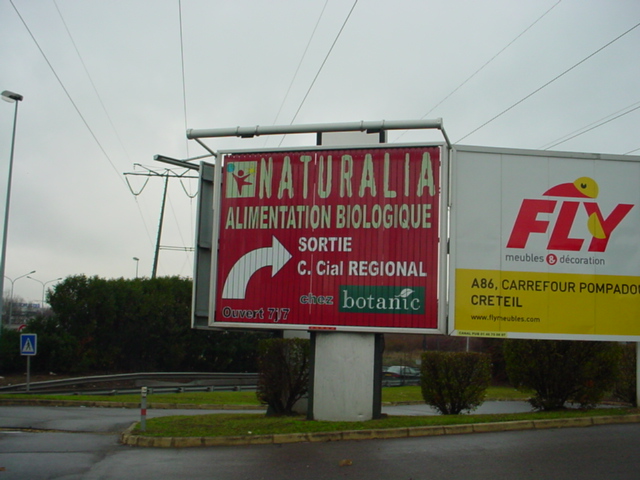 NATURALIA
ALIMENTATION BIOLOGIQUE
SORTIE
C. Cial REGIONAL
chez botanic
Ouvert 7j/7
FLY
meubles & décoration
A86, CARREFOUR POMPADOU
CRETEIL
www.flymeubles.com